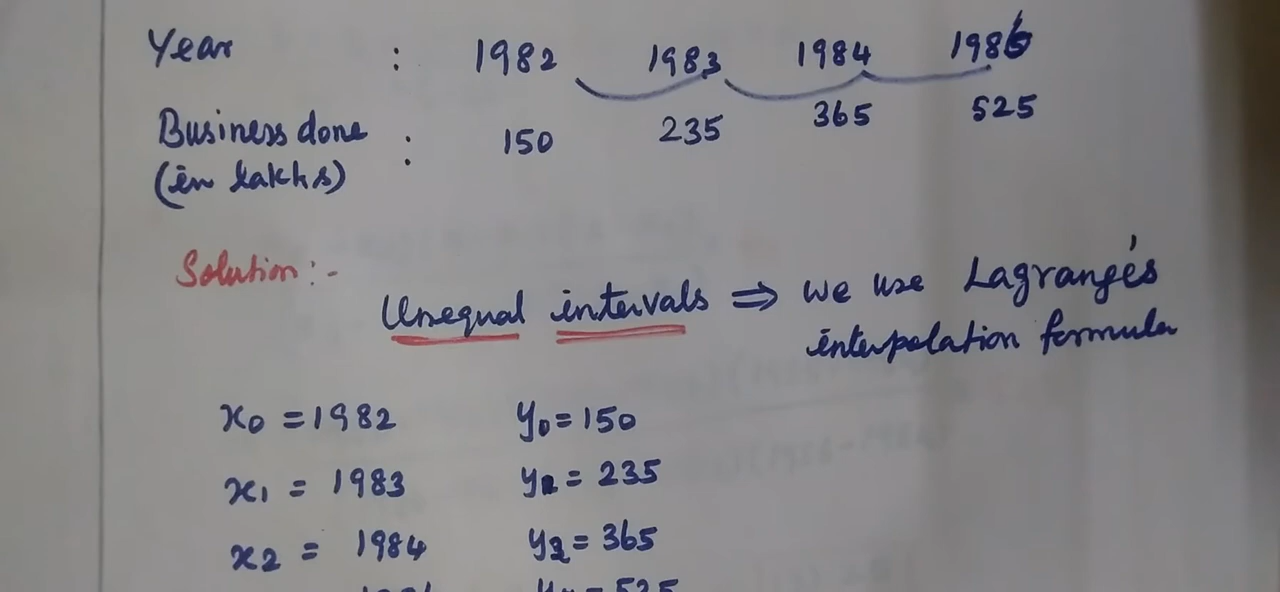 Year : 1982 1983 1984 1986
Business done : 150 235 365 525
(in lakhs)
Solution:-
Unequal intervals ⇒ we use Lagrange's
interpolation formula
x0 = 1982 y0 = 150
x1 = 1983 y1 = 235
x2 = 1984 y2 = 365
= 525